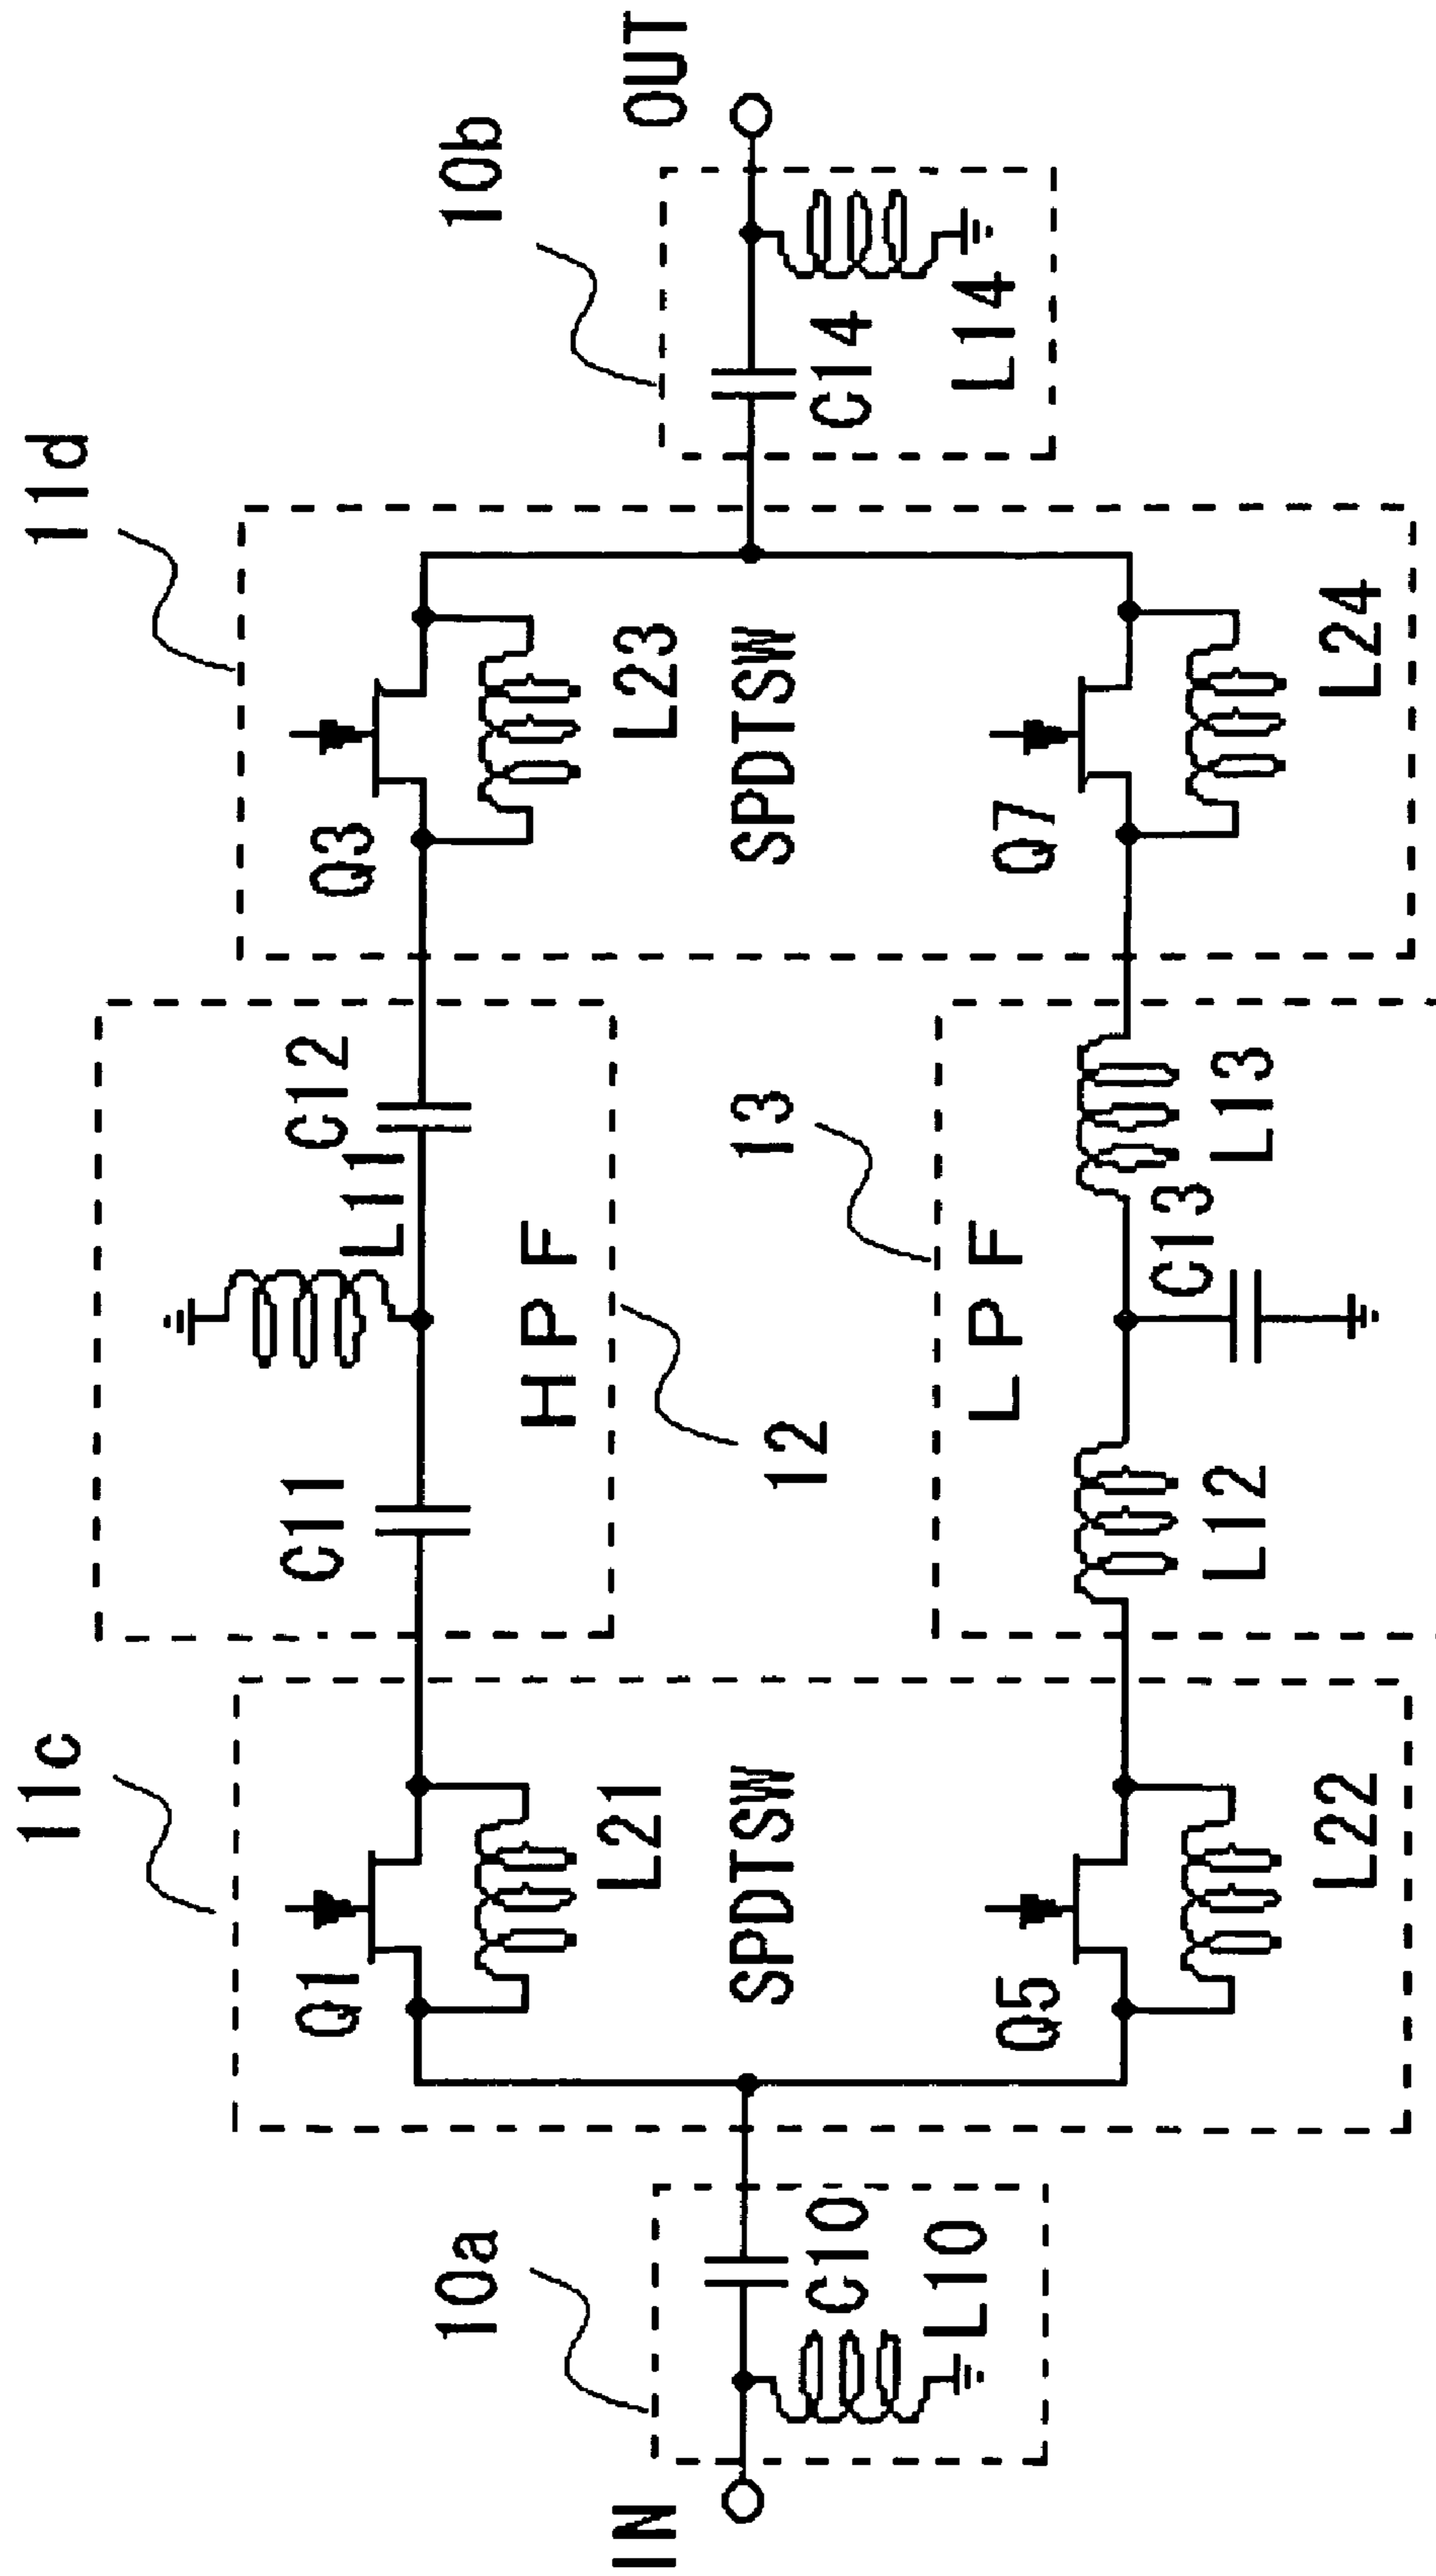 11c
11d
10a
10b
IN
OUT
Q1
L21
SPDTSW
Q5
L22
C10
L10
C11
L11
C12
HPF
12
13
LPF
L12
C13
L13
Q3
L23
SPDTSW
Q7
L24
C14
L14